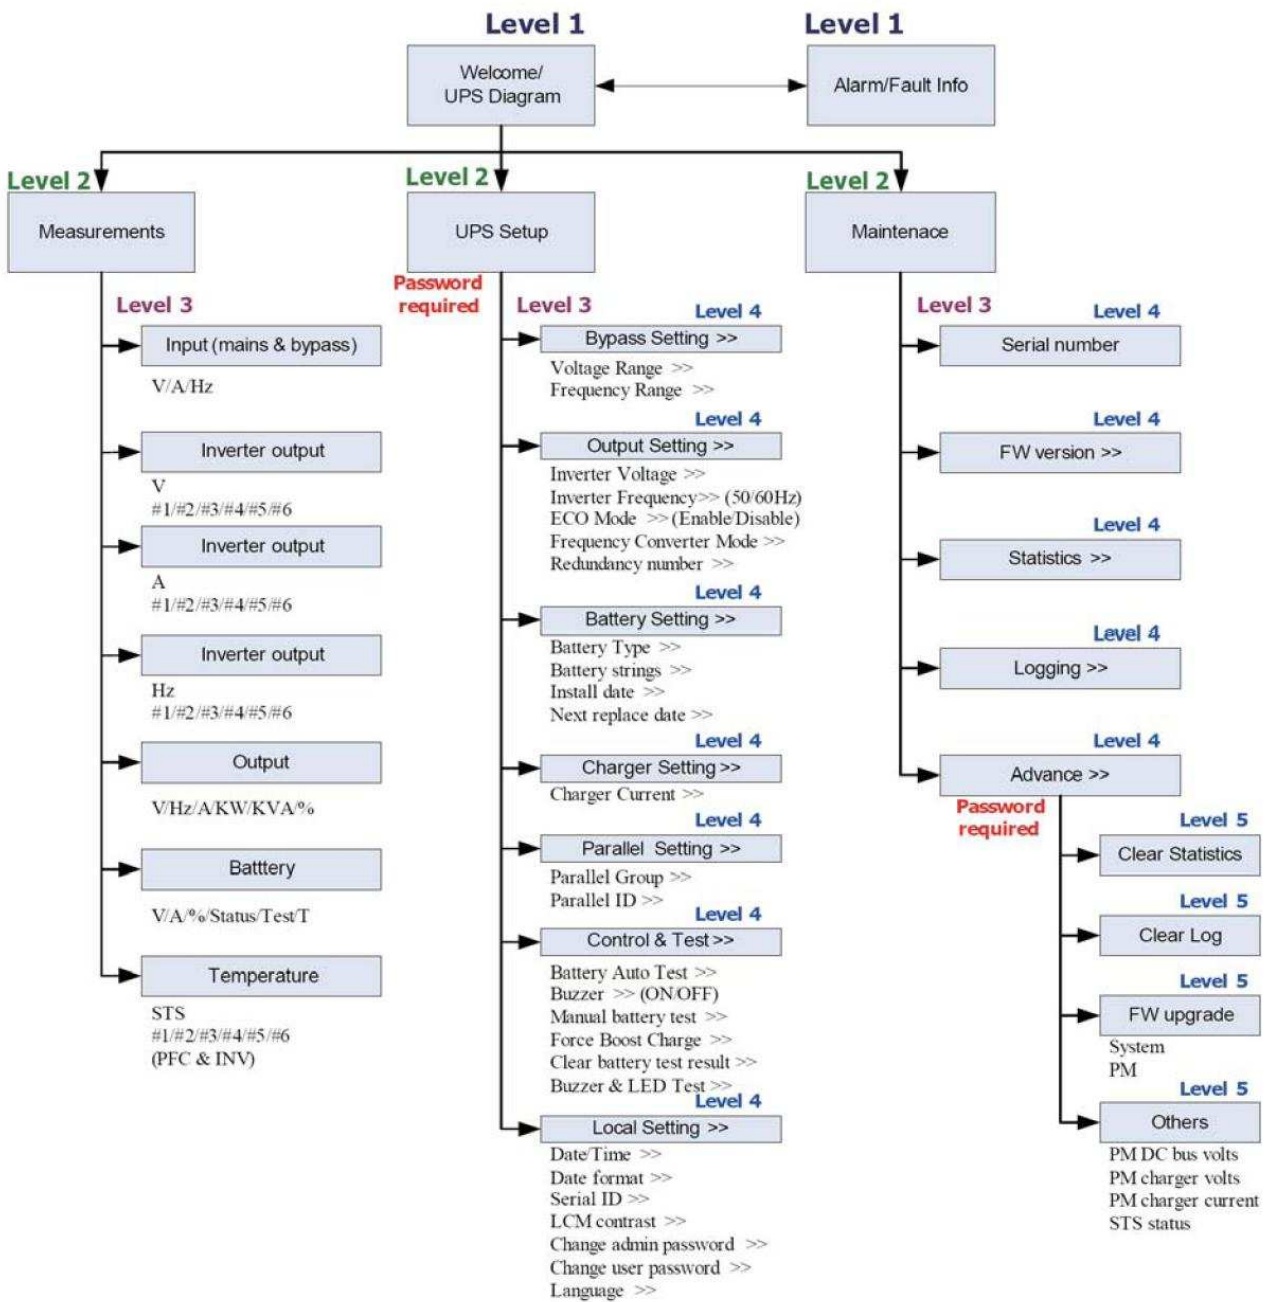 Level 1
Welcome/
UPS Diagram
Level 1
Alarm/Fault Info
Level 2
Measurements
Level 3
Input (mains & bypass)
V/A/Hz
Inverter output
V
#1/#2/#3/#4/#5/#6
Inverter output
A
#1/#2/#3/#4/#5/#6
Inverter output
Hz
#1/#2/#3/#4/#5/#6
Output
V/Hz/A/KW/KVA/%
Batttery
V/A/%/Status/Test/T
Temperature
STS
#1/#2/#3/#4/#5/#6
(PFC & INV)
Level 2
UPS Setup
Password
required
Level 3
Level 4
Bypass Setting >>
Voltage Range >>
Frequency Range >>
Level 4
Output Setting >>
Inverter Voltage >>
Inverter Frequency>> (50/60Hz)
ECO Mode >> (Enable/Disable)
Frequency Converter Mode >>
Redundancy number >>
Level 4
Battery Setting >>
Battery Type >>
Battery strings >>
Install date >>
Next replace date >>
Level 4
Charger Setting >>
Charger Current >>
Level 4
Parallel Setting >>
Parallel Group >>
Parallel ID >>
Level 4
Control & Test>>
Battery Auto Test >>
Buzzer >> (ON/OFF)
Manual battery test >>
Force Boost Charge >>
Clear battery test result >>
Buzzer & LED Test >>
Level 4
Local Setting >>
Date/Time >>
Date format >>
Serial ID >>
LCM contrast >>
Change admin password >>
Change user password >>
Language >>
Level 2
Maintenace
Level 3
Level 4
Serial number
Level 4
FW version >>
Level 4
Statistics >>
Level 4
Logging >>
Level 4
Advance >>
Password
required
Level 5
Clear Statistics
Level 5
Clear Log
Level 5
FW upgrade
System
PM
Level 5
Others
PM DC bus volts
PM charger volts
PM charger current
STS status